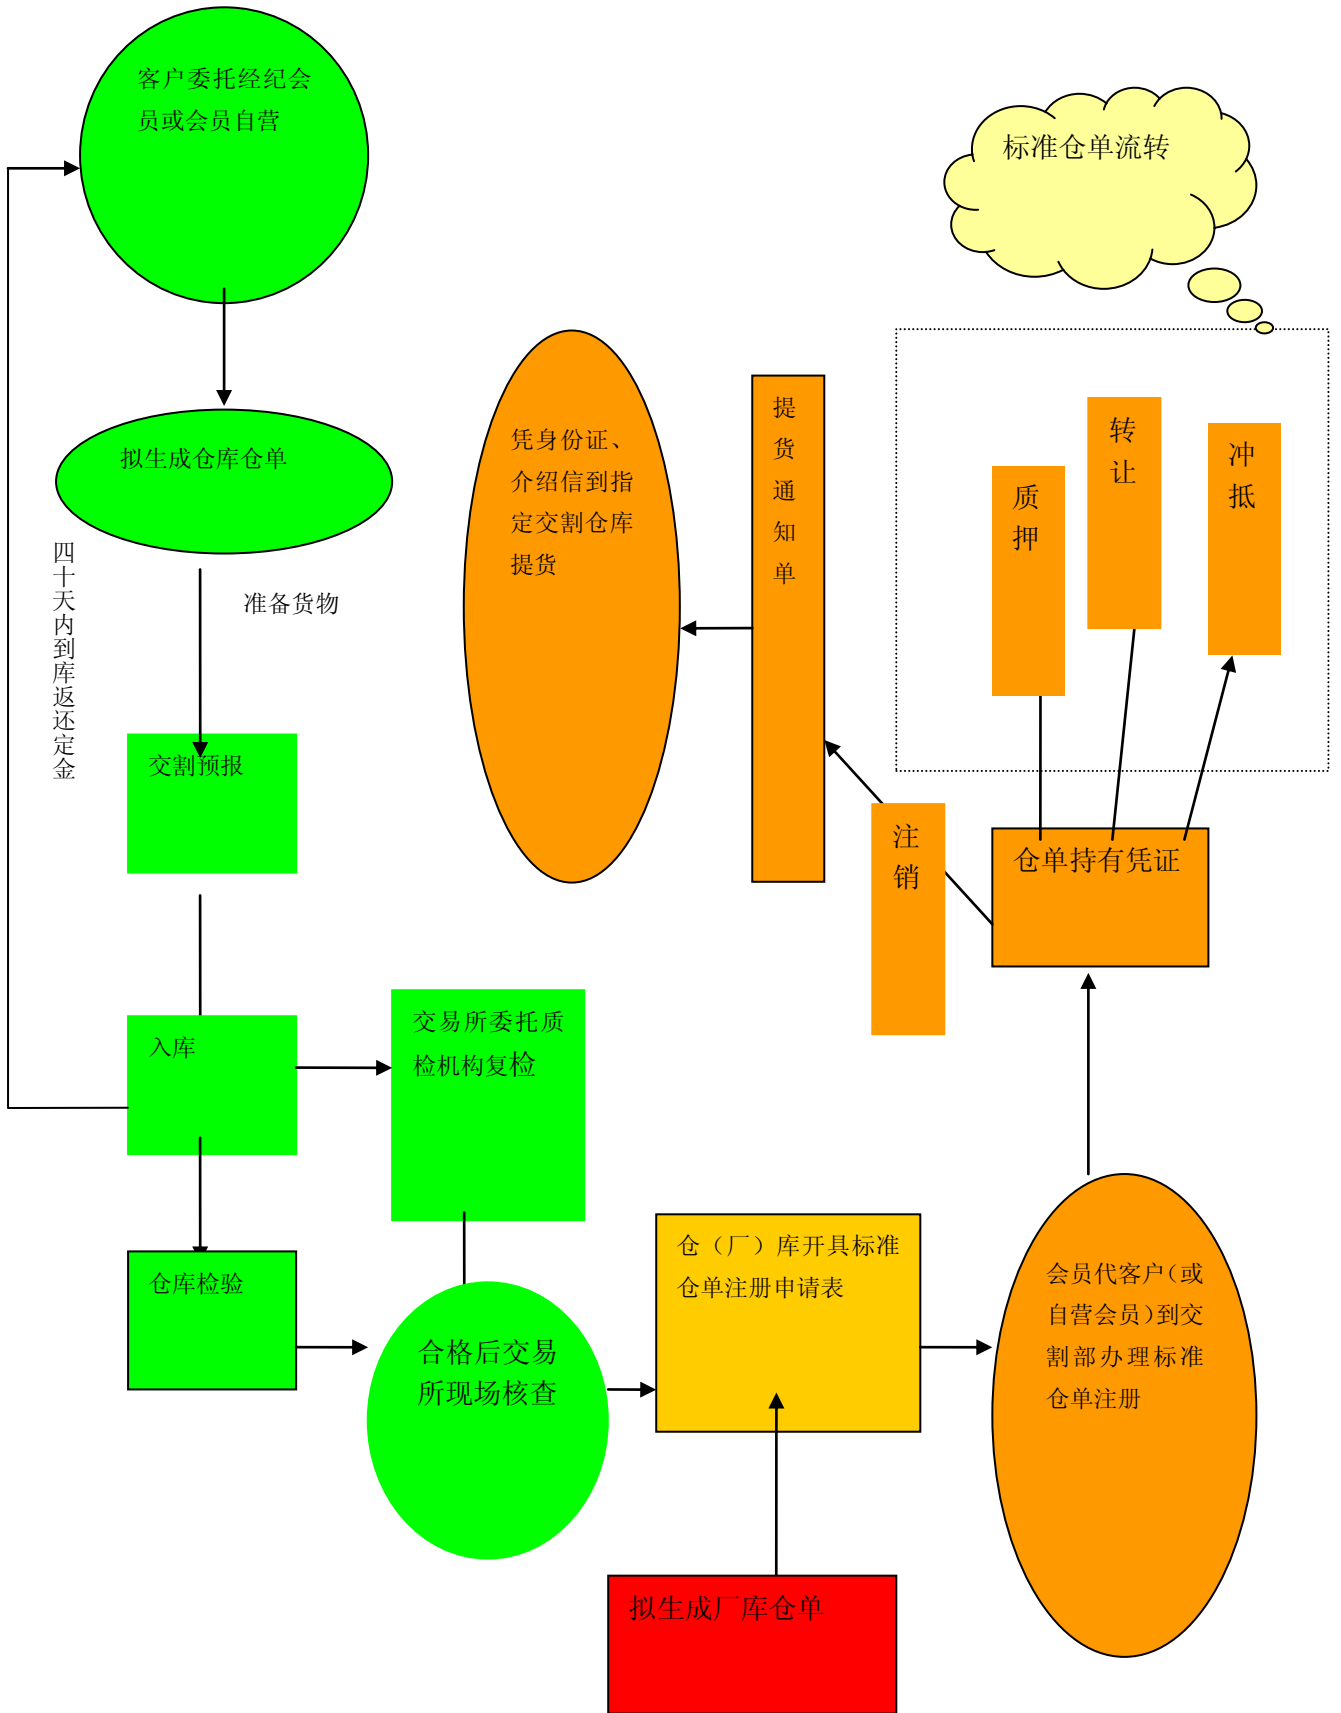 客户委托经纪会
员或会员自营
标准仓单流转
拟生成仓库仓单
凭身份证、
介绍信到指
定交割仓库
提货
提货通知单
质押
转让
冲抵
四十天内到库返还定金
准备货物
交割预报
注销
仓单持有凭证
入库
交易所委托质
检机构复检
仓库检验
合格后交易
所现场核查
仓（厂）库开具标准
仓单注册申请表
会员代客户（或
自营会员）到交
割部办理标准
仓单注册
拟生成厂库仓单